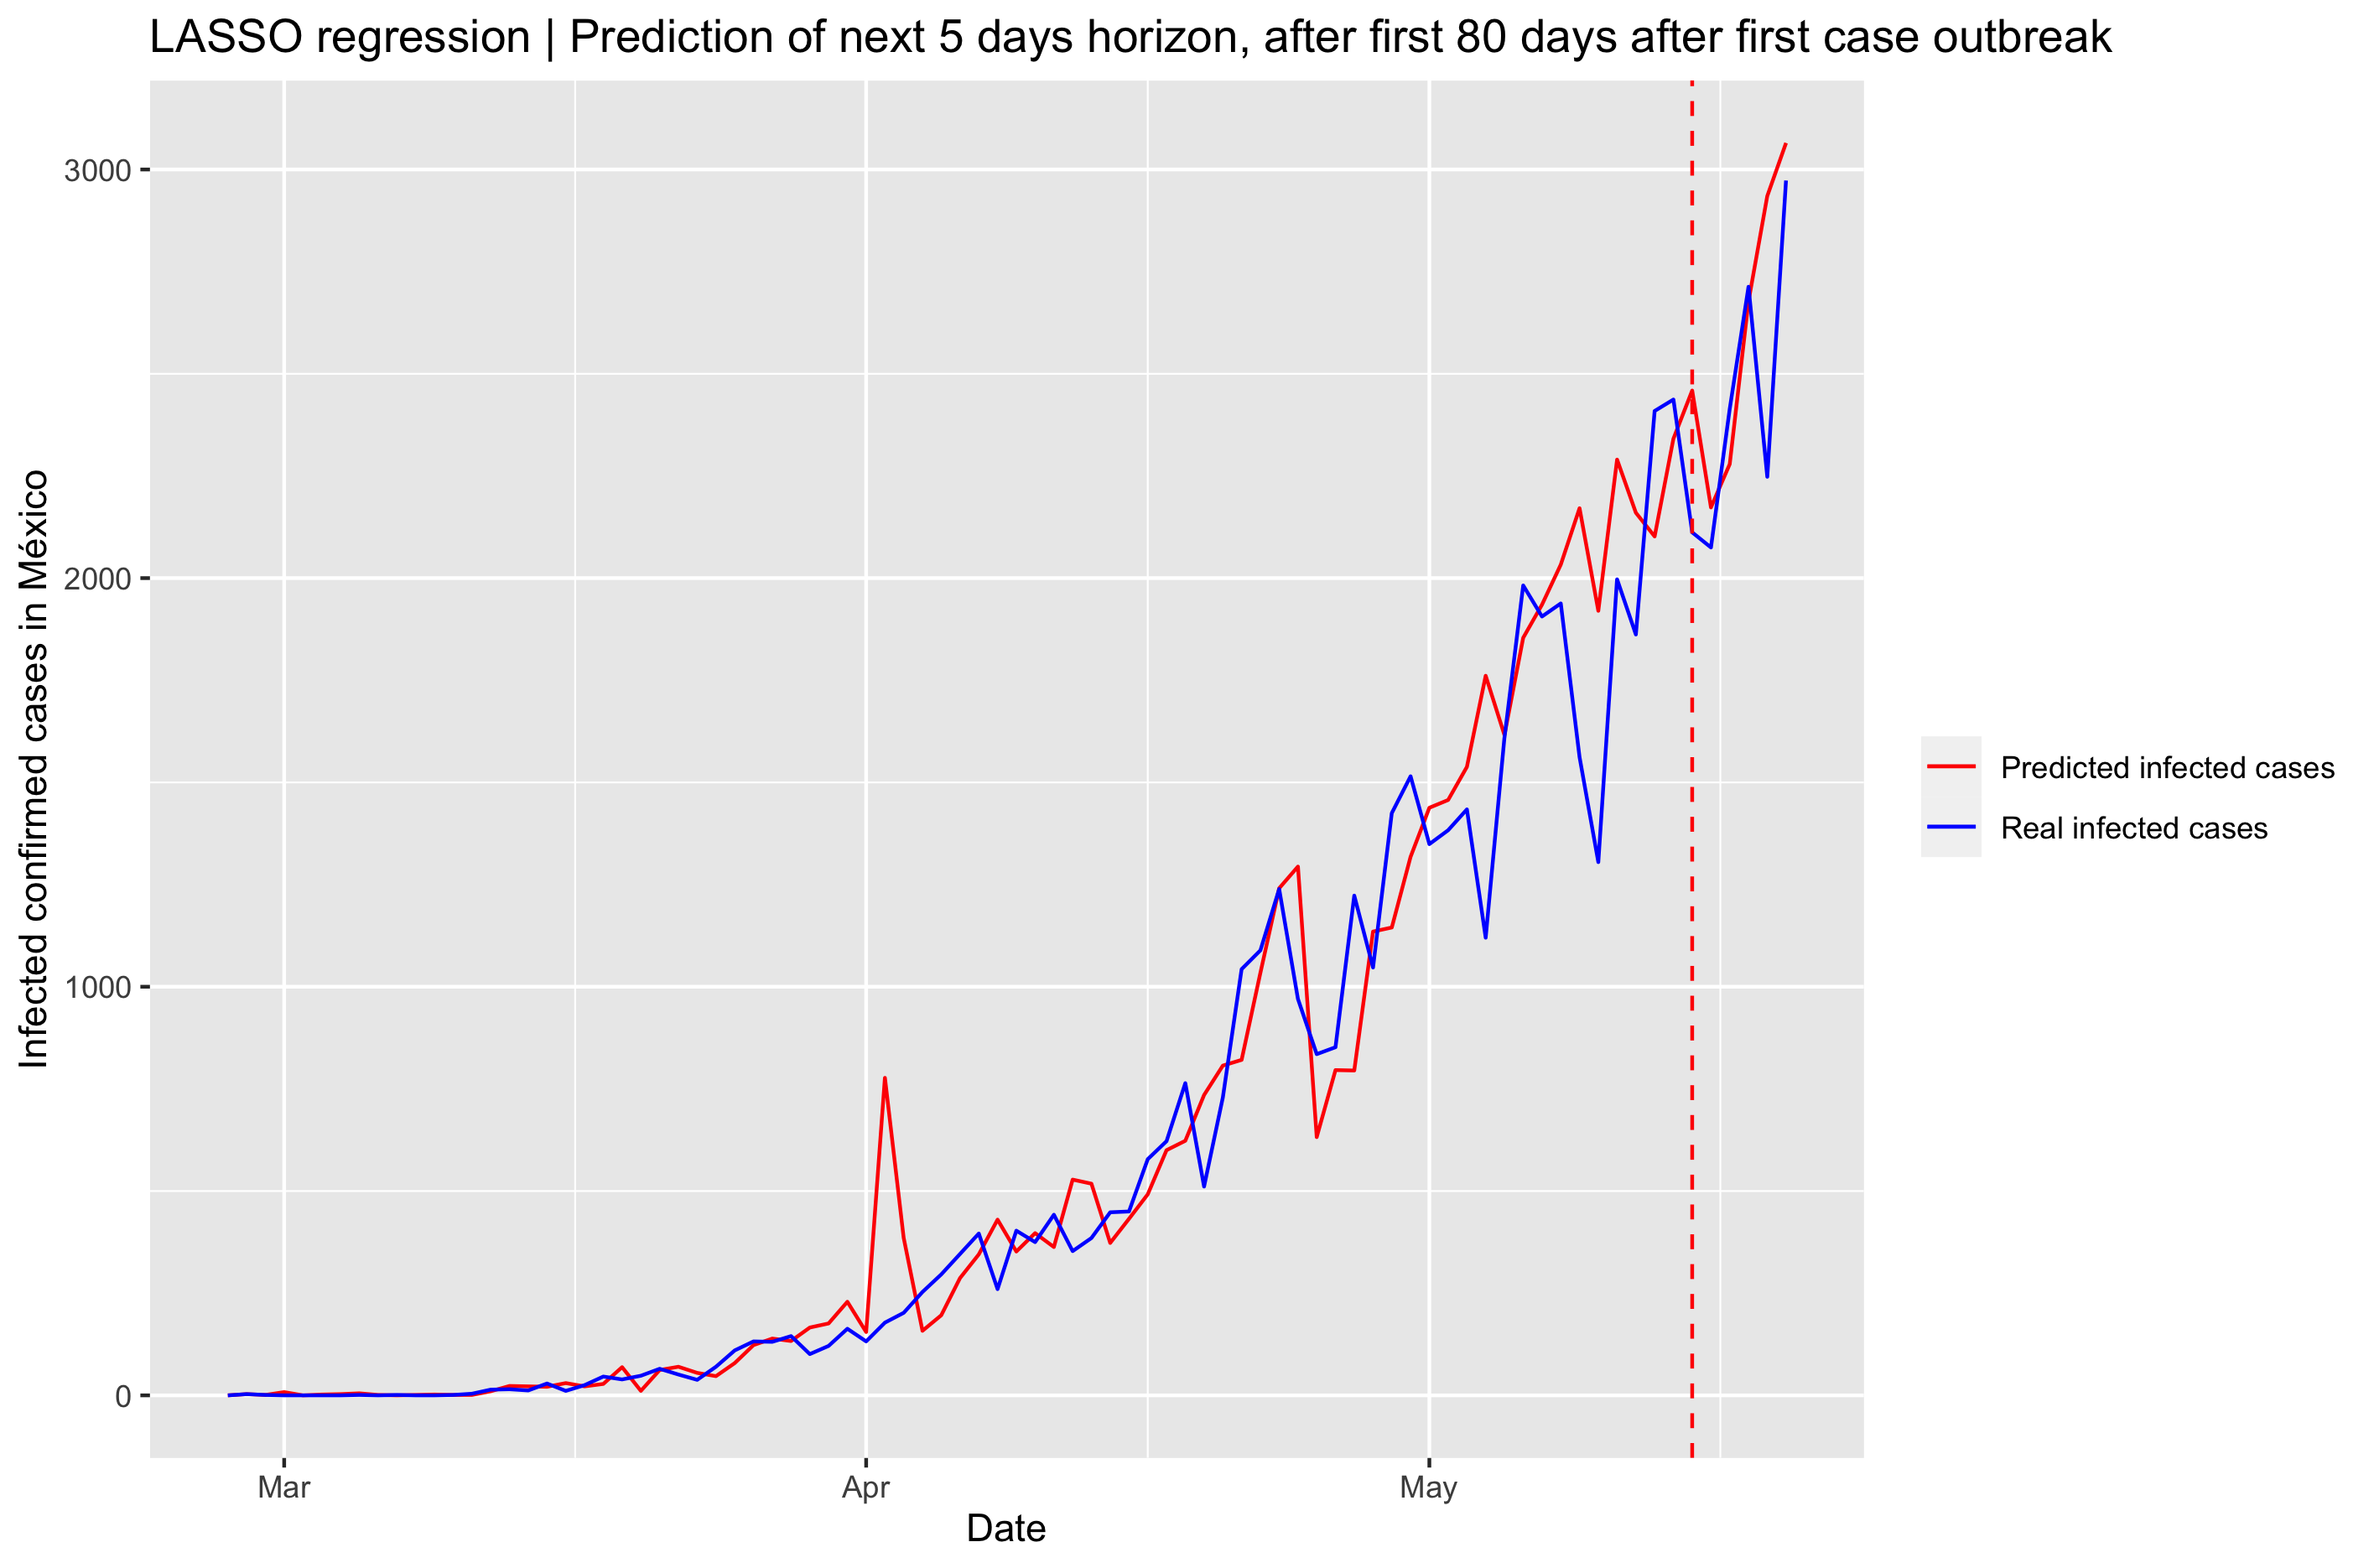 LASSO regression | Prediction of next 5 days horizon, after first 80 days after first case outbreak
Infected confirmed cases in México
3000
2000
1000
0
Mar
Apr
May
Date
Predicted infected cases
Real infected cases